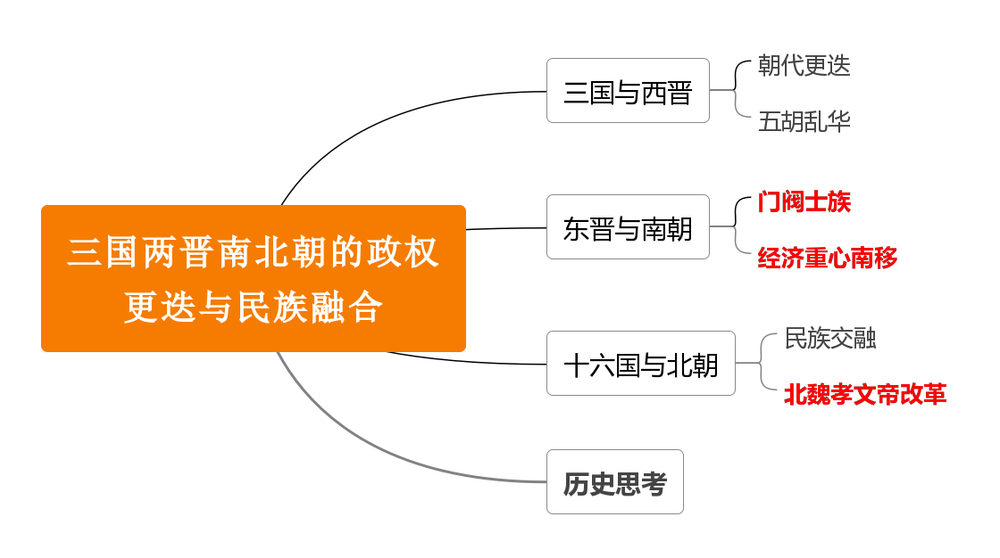 三国两晋南北朝的政权
更迭与民族融合
三国与西晋
朝代更迭
五胡乱华
东晋与南朝
门阀士族
经济重心南移
十六国与北朝
民族交融
北魏孝文帝改革
历史思考